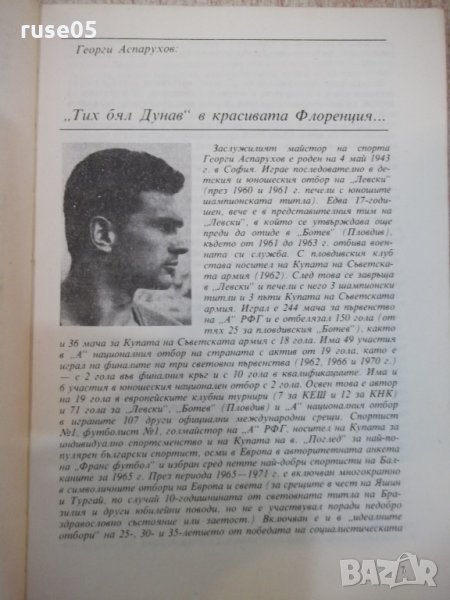 ruse05
Георги Аспарухов:
„Тих бял Дунав“ в красивата Флоренция...
Заслужилият майстор на спорта
Георги Аспарухов е роден на 4 май 1943
г. в София. Играе последователно в дет-
ския и юношеския отбор на „Левски“
(през 1960 и 1961 г. печели с юношите
шампионската титла). Едва 17-годи-
шен, вече е в представителния тим на
„Левски“, в който се утвърждава още
преди да отиде в „Ботев“ (Пловдив),
където от 1961 до 1963 г. отбива воен-
ната си служба. С пловдивския клуб
става носител на Купата на Съветска-
та армия (1962). След това се завръща
в „Левски“ и печели с него 3 шампионски
титли и 3 пъти Купата на Съветската
армия. Играл е 244 мача за първенство
на „А“ РФГ и е отбелязал 150 гола (от
тях 25 за пловдивския „Ботев“), както
и 36 мача за Купата на Съветската армия с 18 гола. Има 49 участия
в „А“ националния отбор на страната с актив от 19 гола, като е
играл на финалите на три световни първенства (1962, 1966 и 1970 г.)
— с 2 гола във финалния кръг и с 10 гола в квалификациите. Има и
6 участия в юношеския национален отбор с 2 гола. Освен това е автор
на 19 гола в европейските клубни турнири (7 за КЕШ и 12 за КНК)
и 71 гола за „Левски“, „Ботев“ (Пловдив) и „А“ националния отбор
в изиграните 107 други официални международни срещи. Спортист
№1, футболист №1, голмайстор на „А“ РФГ, носител на Купата за
индивидуално спортсменство и на Купата на в. „Поглед“ за най-по-
пулярен български спортист, осми в Европа в авторитетната анкета
на „Франс футбол“ и избран сред петте най-добри спортисти на Бал-
каните за 1965 г. През периода 1965—1971 г. е включван многократно
в символичните отбори на Европа и света (за срещите в чест на Яшин
и Тургай, по случай 10-годишнината от световната титла на Бра-
зилия и други юбилейни поводи, но не е участвувал поради недобро
здравословно състояние или заетост.) Включван е и в „идеалните
отбори“ на 25-, 30- и 35-летието от победата на социалистическата
7
BAZAR